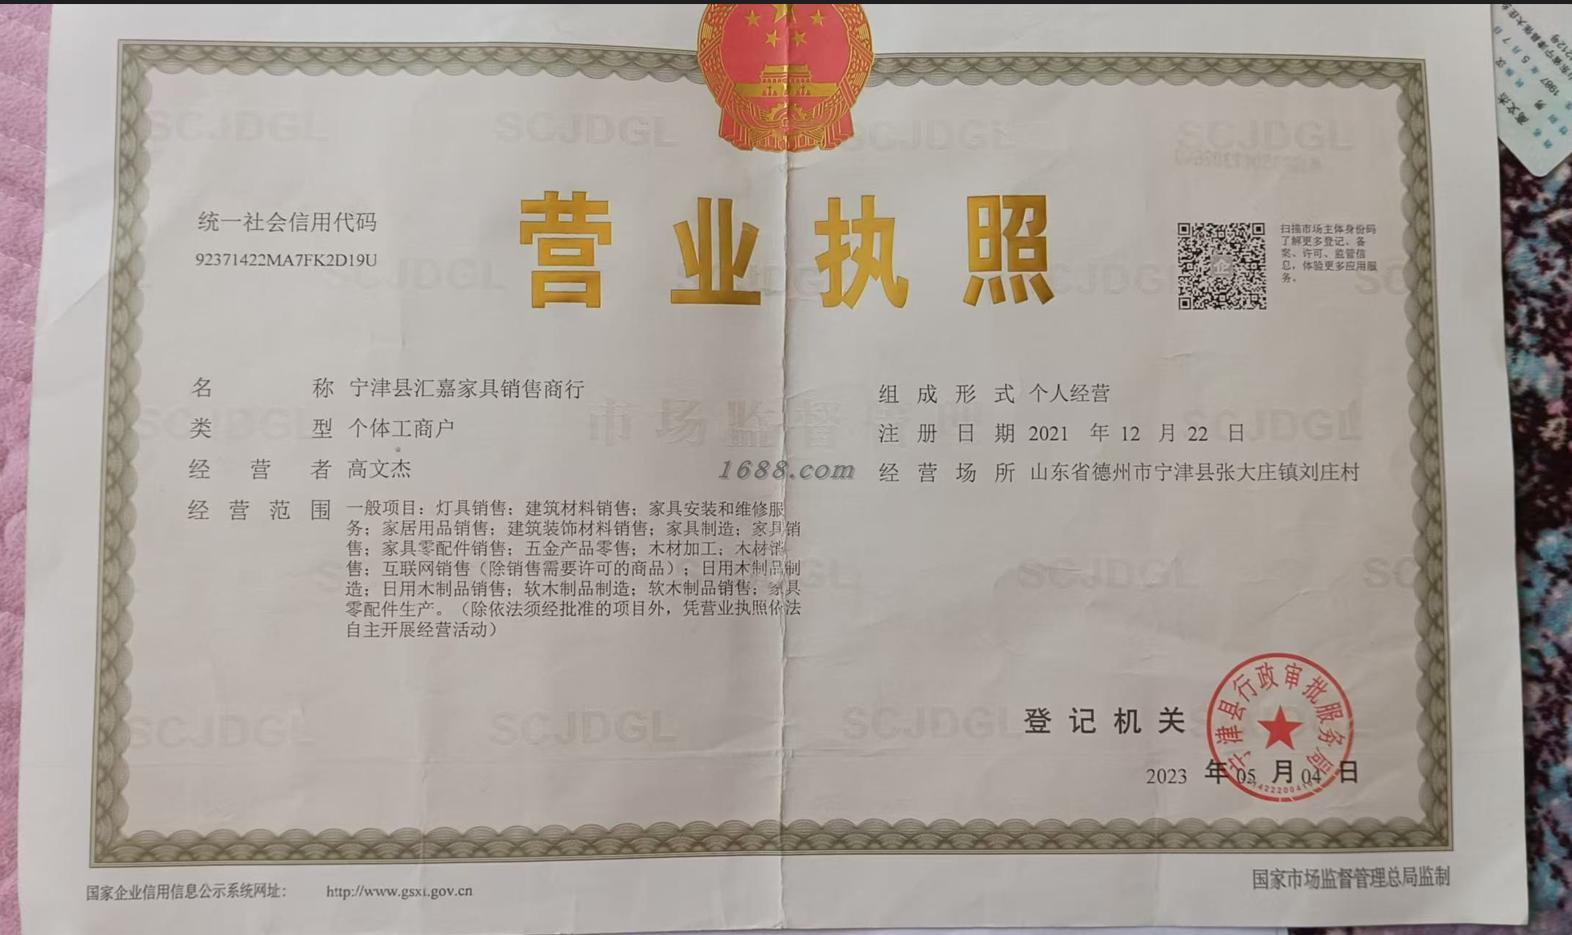 营业执照
统一社会信用代码
92371422MA7FK2D19U
扫描市场主体身份码
了解更多登记、备
案、许可、监管信
息，体验更多应用服
务。
名称 宁津县汇嘉家具销售商行
类型 个体工商户
经营者 高文杰
经营范围 一般项目：灯具销售；建筑材料销售；家具安装和维修服
务；家居用品销售；建筑装饰材料销售；家具制造；家具销
售；家具零配件销售；五金产品零售；木材加工；木材销
售；互联网销售（除销售需要许可的商品）；日用木制品制
造；日用木制品销售；软木制品制造；软木制品销售；家具
零配件生产。（除依法须经批准的项目外，凭营业执照依法
自主开展经营活动）
组成形式 个人经营
注册日期 2021 年 12 月 22 日
经营场所 山东省德州市宁津县张大庄镇刘庄村
1688.com
市场监督管理
SCJDGL
登记机关
宁津县行政审批服务局
2023 年 05 月 04 日
国家企业信用信息公示系统网址：
http://www.gsxt.gov.cn
国家市场监督管理总局监制